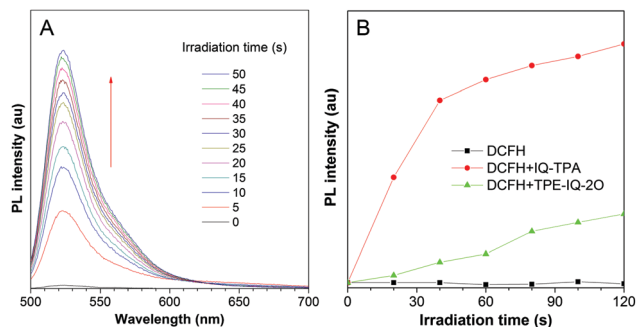 A
Irradiation time (s)
50
45
40
35
30
25
20
15
10
5
0
PL intensity (au)
500 550 600 650 700
Wavelength (nm)
B
DCFH
DCFH+IQ-TPA
DCFH+TPE-IQ-2O
PL intensity (au)
0 20 40 60 80 100 120
Irradiation time (s)